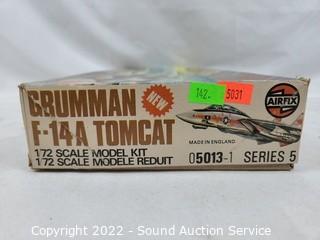 GRUMMAN
NEW
F-14A TOMCAT
1/72 SCALE MODEL KIT
1/72 SCALE MODELE REDUIT
142
5031
AIRFIX
MADE IN ENGLAND
05013-1 SERIES 5
Copyright - 2022 - Sound Auction Service